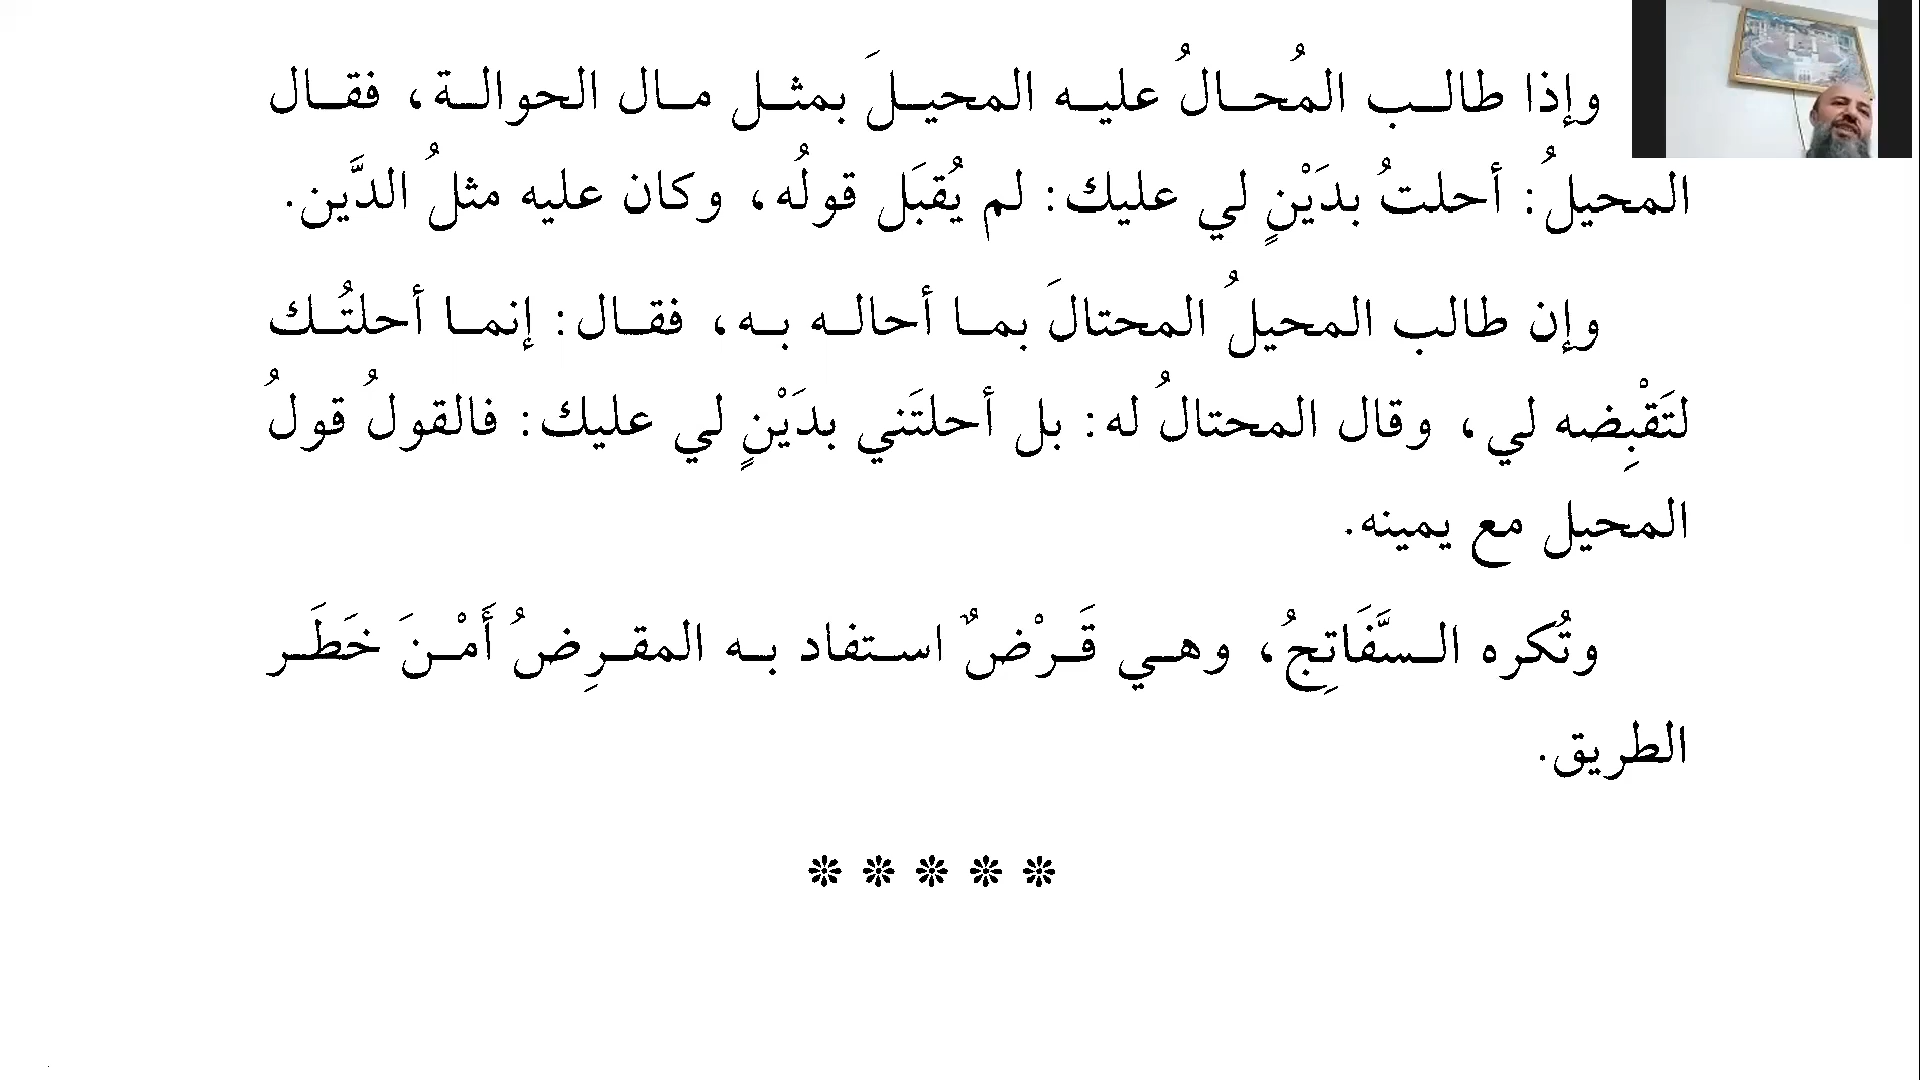 وإذا طالب المُحالُ عليه المحيلَ بمثل مال الحوالة، فقال
المحيلُ: أحلتُ بدَيْنٍ لي عليك: لم يُقبَل قولُه، وكان عليه مثلُ الدَّين.
وإن طالب المحيلُ المحتالَ بما أحاله به، فقال: إنما أحلتُك
لتَقْبِضه لي، وقال المحتالُ له: بل أحلتَني بدَيْنٍ لي عليك: فالقولُ قولُ
المحيل مع يمينه.
وتُكره السَّفَاتِجُ، وهي قَرْضٌ استفاد به المقرِضُ أَمْنَ خَطَر
الطريق.